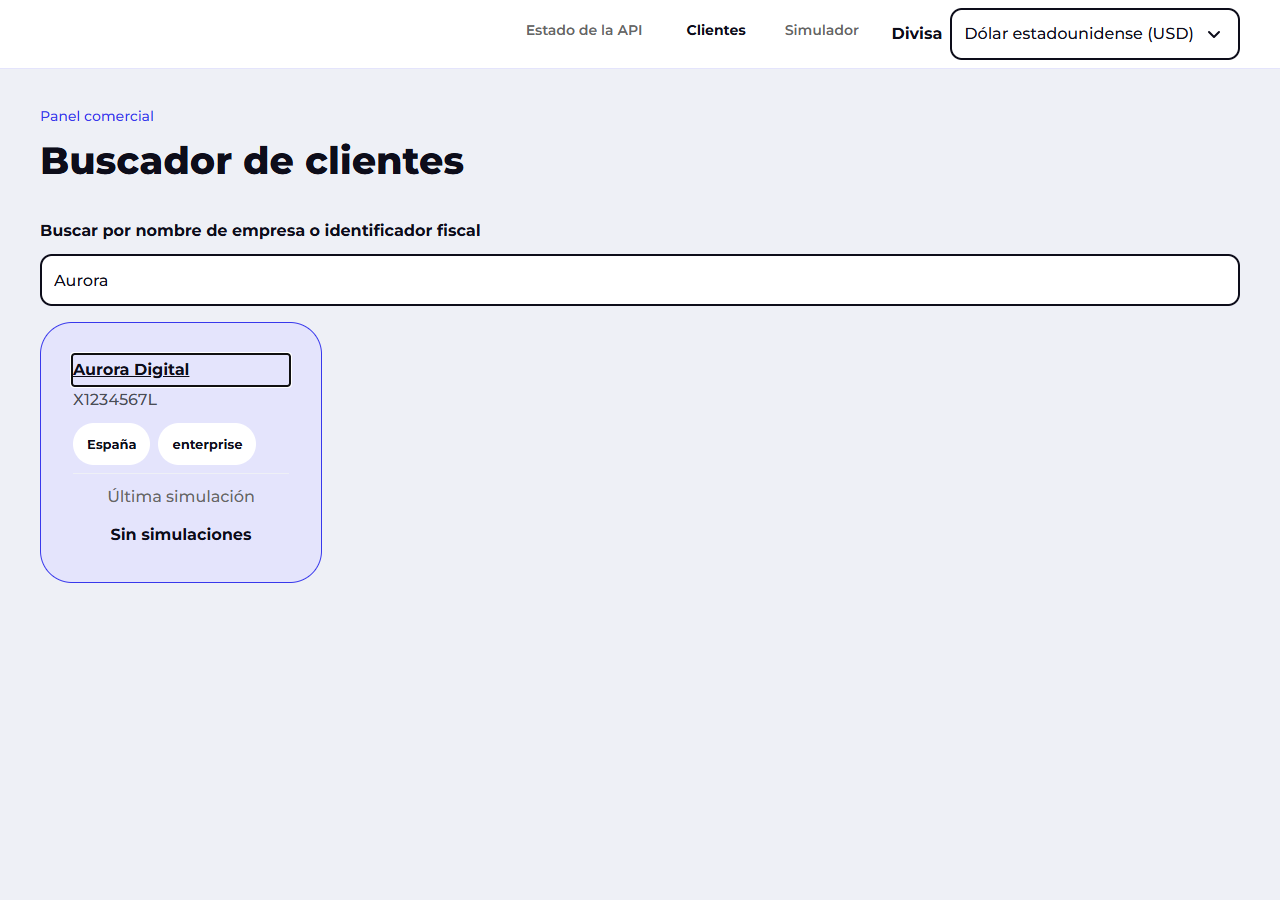 Estado de la API
Clientes
Simulador
Divisa
Dólar estadounidense (USD)
Panel comercial
Buscador de clientes
Buscar por nombre de empresa o identificador fiscal
Aurora
Aurora Digital
X1234567L
España
enterprise
Última simulación
Sin simulaciones